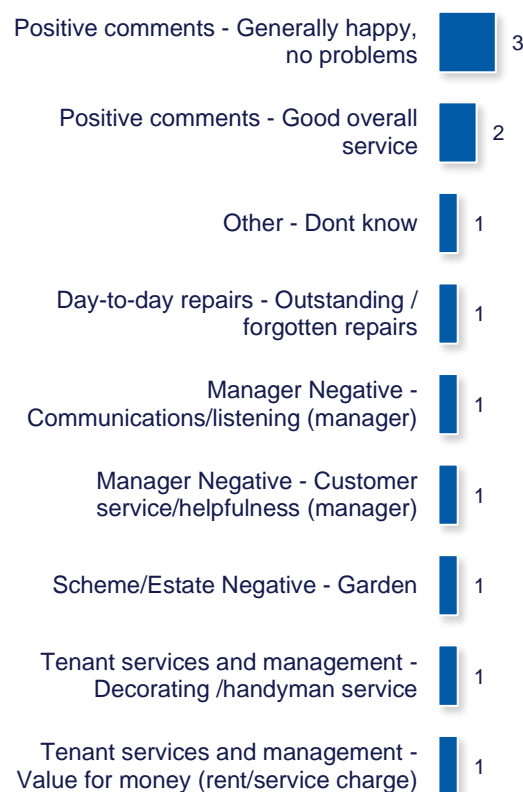 Positive comments - Generally happy,
no problems
3
Positive comments - Good overall
service
2
Other - Dont know
1
Day-to-day repairs - Outstanding /
forgotten repairs
1
Manager Negative -
Communications/listening (manager)
1
Manager Negative - Customer
service/helpfulness (manager)
1
Scheme/Estate Negative - Garden
1
Tenant services and management -
Decorating /handyman service
1
Tenant services and management -
Value for money (rent/service charge)
1